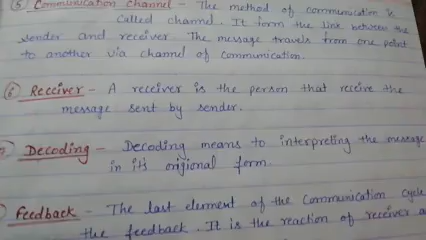 ⑤ Communication Channel - The method of communication is
called channel. It form the link between the
sender and receiver. The message travels from one point
to another via channel of communication.
⑥ Receiver - A receiver is the person that receive the
message sent by sender.
Decoding - Decoding means to interpreting the message
in its origional form.
Feedback - The last element of the communication cycle
the feedback. It is the reaction of receiver